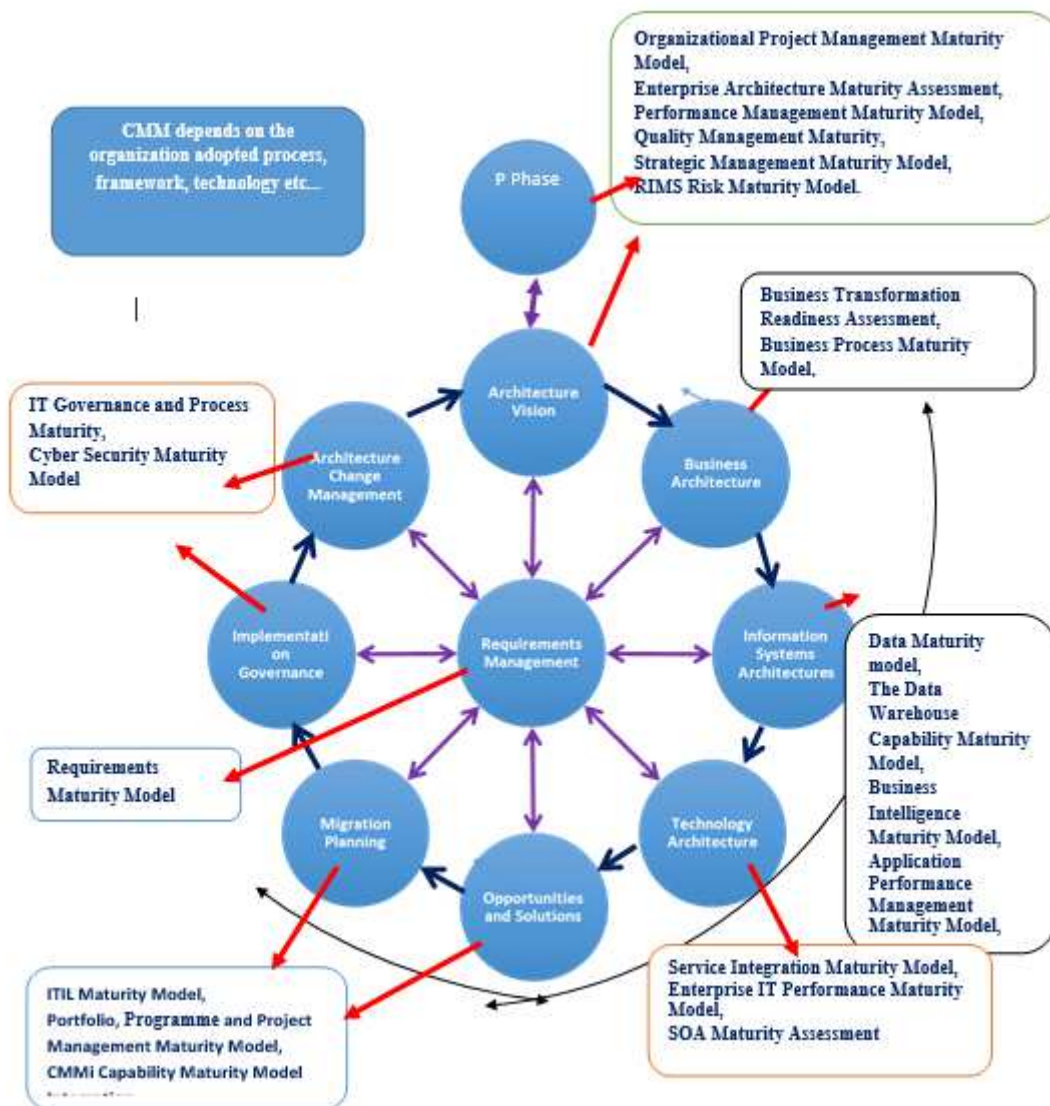 Organizational Project Management Maturity
Model,
Enterprise Architecture Maturity Assessment,
Performance Management Maturity Model,
Quality Management Maturity,
Strategic Management Maturity Model,
RIMS Risk Maturity Model.
CMM depends on the
organization adopted process,
framework, technology etc...
P Phase
Business Transformation
Readiness Assessment,
Business Process Maturity
Model,
Architecture
Vision
IT Governance and Process
Maturity,
Cyber Security Maturity
Model
Architecture
Change
Management
Business
Architecture
Implementati
on
Governance
Requirements
Management
Information
Systems
Architectures
Data Maturity
model,
The Data
Warehouse
Capability Maturity
Model,
Business
Intelligence
Maturity Model,
Application
Performance
Management
Maturity Model,
Requirements
Maturity Model
Migration
Planning
Technology
Architecture
Opportunities
and Solutions
Service Integration Maturity Model,
Enterprise IT Performance Maturity
Model,
SOA Maturity Assessment
ITIL Maturity Model,
Portfolio, Programme and Project
Management Maturity Model,
CMMi Capability Maturity Model